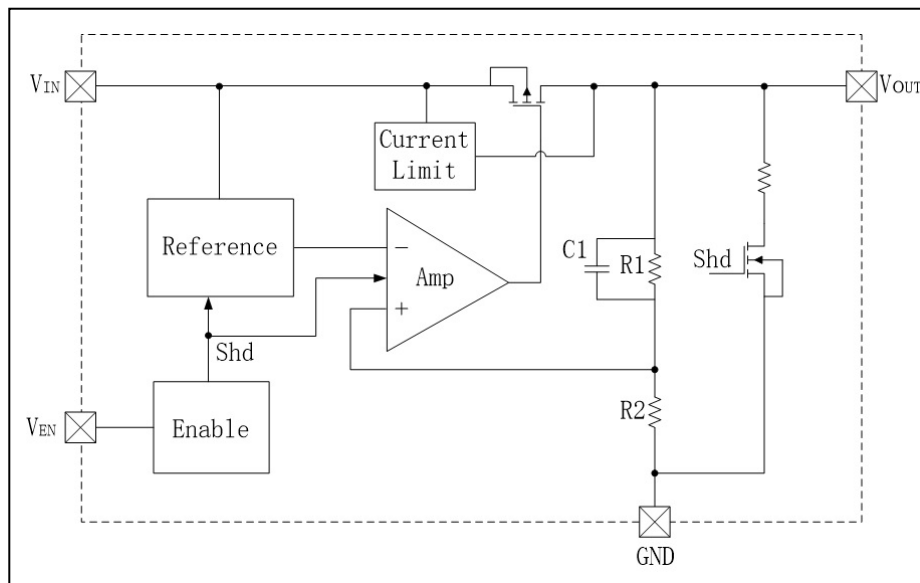 VIN
VOUT
Current
Limit
Reference
−
Amp
+
C1
R1
Shd
Shd
R2
VEN
Enable
GND